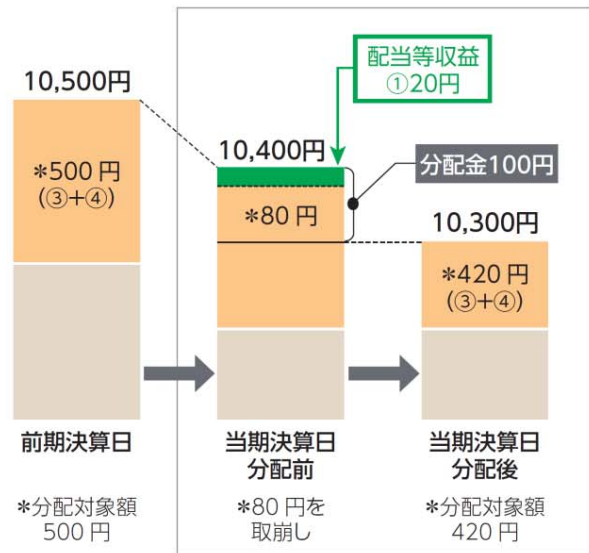 配当等収益
①20円
10,500円
10,400円
分配金100円
*500円
(③+④)
*80円
10,300円
*420円
(③+④)
前期決算日
当期決算日
分配前
当期決算日
分配後
*分配対象額
500円
*80円を
取崩し
*分配対象額
420円